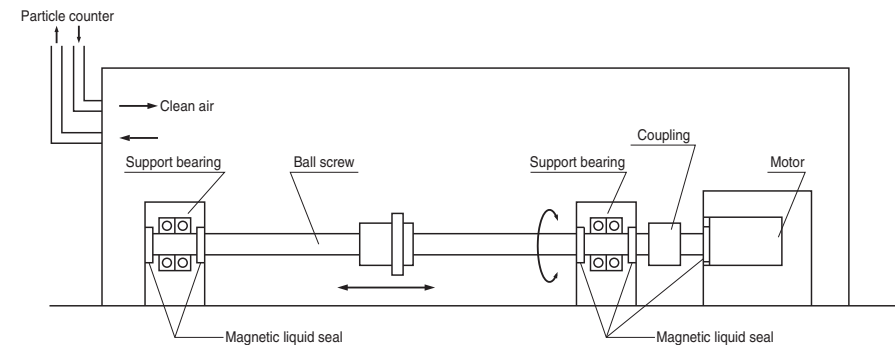 Particle counter
Clean air
Coupling
Support bearing
Ball screw
Support bearing
Motor
Magnetic liquid seal
Magnetic liquid seal